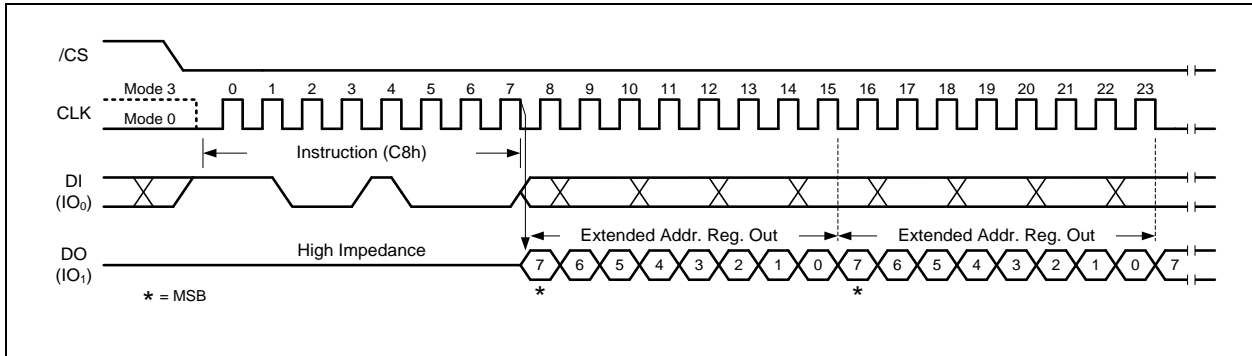 /CS
Mode 3 0 1 2 3 4 5 6 7 8 9 10 11 12 13 14 15 16 17 18 19 20 21 22 23
CLK
Mode 0
Instruction (C8h)
DI
(IO₀)
Extended Addr. Reg. Out Extended Addr. Reg. Out
High Impedance
DO 7 6 5 4 3 2 1 0 7 6 5 4 3 2 1 0 7
(IO₁)
* *
* = MSB